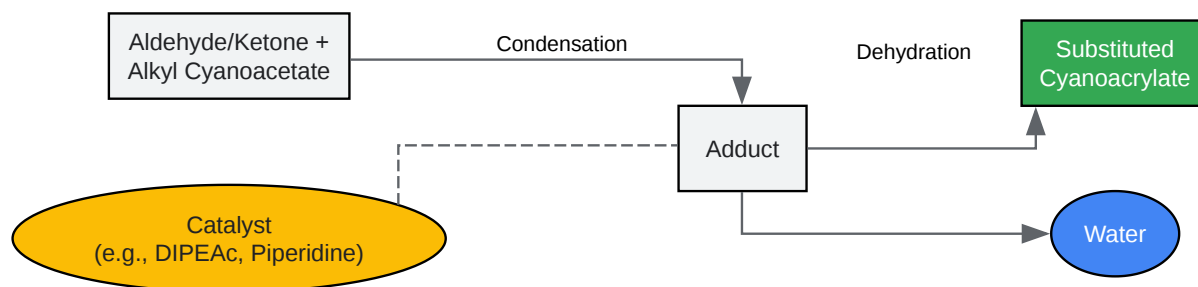 Aldehyde/Ketone +
Alkyl Cyanoacetate
Condensation
Dehydration
Substituted
Cyanoacrylate
Adduct
Catalyst
(e.g., DIPEAc, Piperidine)
Water